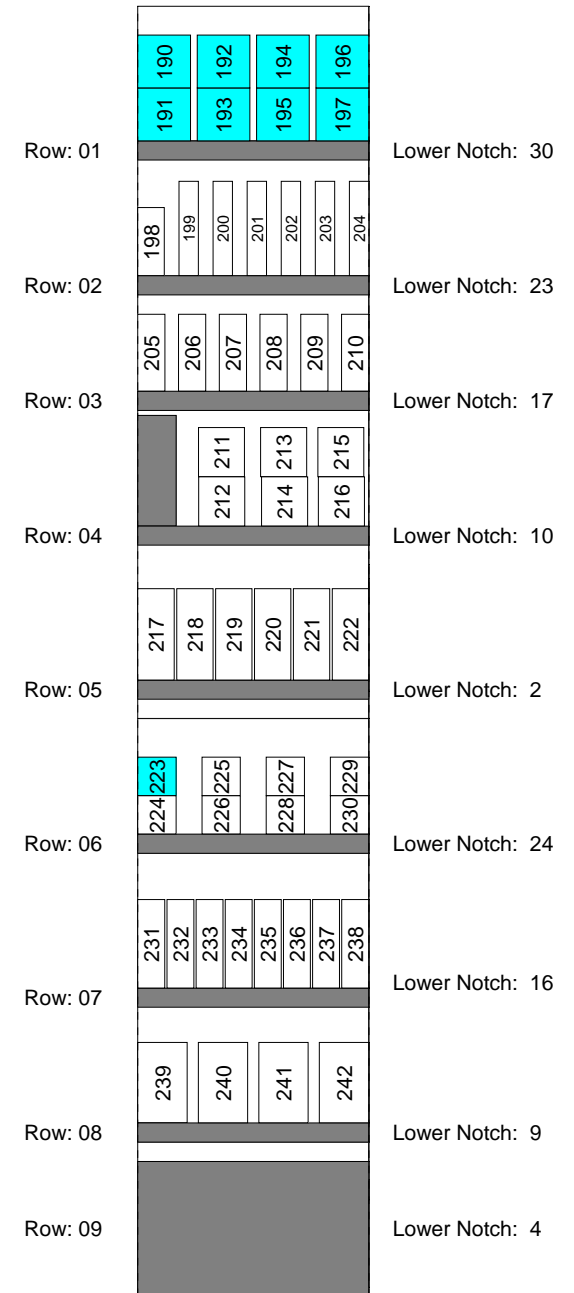 190 192 194 196
191 193 195 197
Row: 01 Lower Notch: 30
198 199 200 201 202 203 204
Row: 02 Lower Notch: 23
205 206 207 208 209 210
Row: 03 Lower Notch: 17
211 213 215
212 214 216
Row: 04 Lower Notch: 10
217 218 219 220 221 222
Row: 05 Lower Notch: 2
223 225 227 229
224 226 228 230
Row: 06 Lower Notch: 24
231 232 233 234 235 236 237 238
Row: 07 Lower Notch: 16
239 240 241 242
Row: 08 Lower Notch: 9
Row: 09 Lower Notch: 4